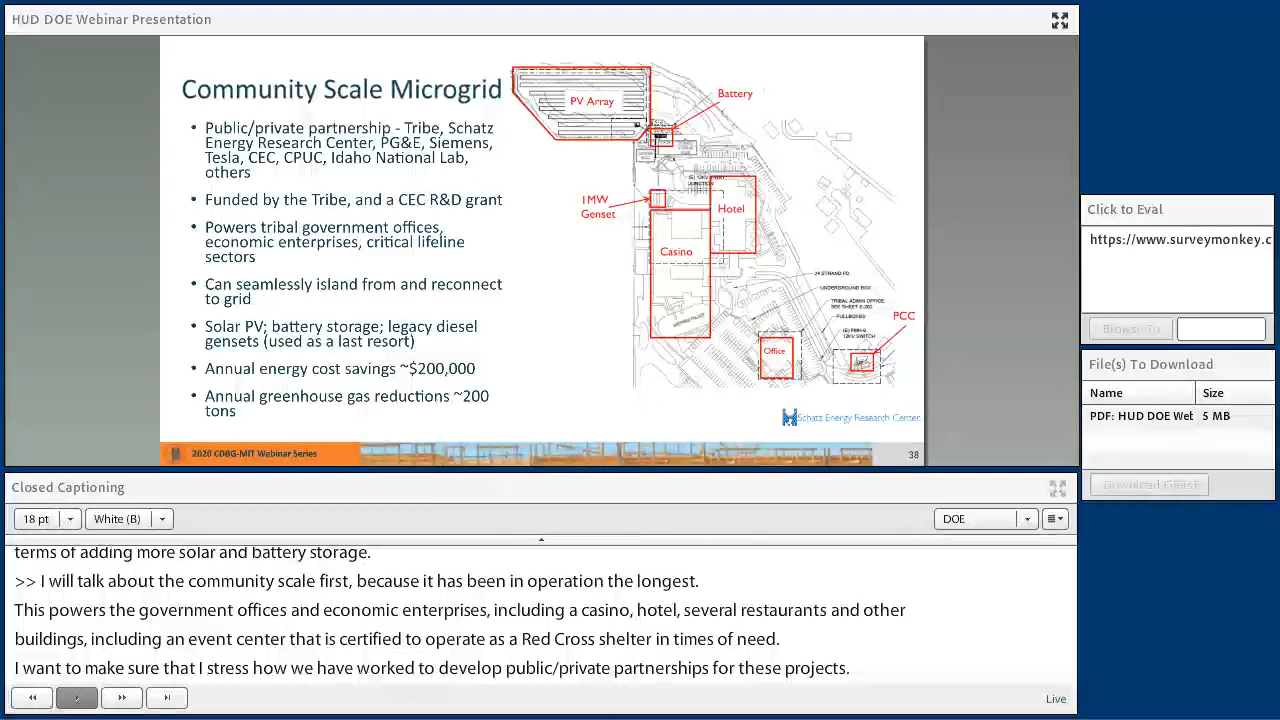 HUD DOE Webinar Presentation
Community Scale Microgrid
• Public/private partnership - Tribe, Schatz
Energy Research Center, PG&E, Siemens,
Tesla, CEC, CPUC, Idaho National Lab,
others
• Funded by the Tribe, and a CEC R&D grant
• Powers tribal government offices,
economic enterprises, critical lifeline
sectors
• Can seamlessly island from and reconnect
to grid
• Solar PV; battery storage; legacy diesel
gensets (used as a last resort)
• Annual energy cost savings ~$200,000
• Annual greenhouse gas reductions ~200
tons
PV Array
Battery
1MW
Genset
Hotel
Casino
UNDERGROUND BOX
TRIBAL ADMIN OFFICE,
PULLBOXES
12kV SWITCH
PCC
Office
Schatz Energy Research Center
2020 CDBG-MIT Webinar Series
38
Click to Eval
https://www.surveymonkey.c
Browse To
File(s) To Download
Name Size
PDF: HUD DOE Wet 5 MB
Download File(s)
Closed Captioning
18 pt White (B) DOE
terms of adding more solar and battery storage.
>> I will talk about the community scale first, because it has been in operation the longest.
This powers the government offices and economic enterprises, including a casino, hotel, several restaurants and other
buildings, including an event center that is certified to operate as a Red Cross shelter in times of need.
I want to make sure that I stress how we have worked to develop public/private partnerships for these projects.
Live